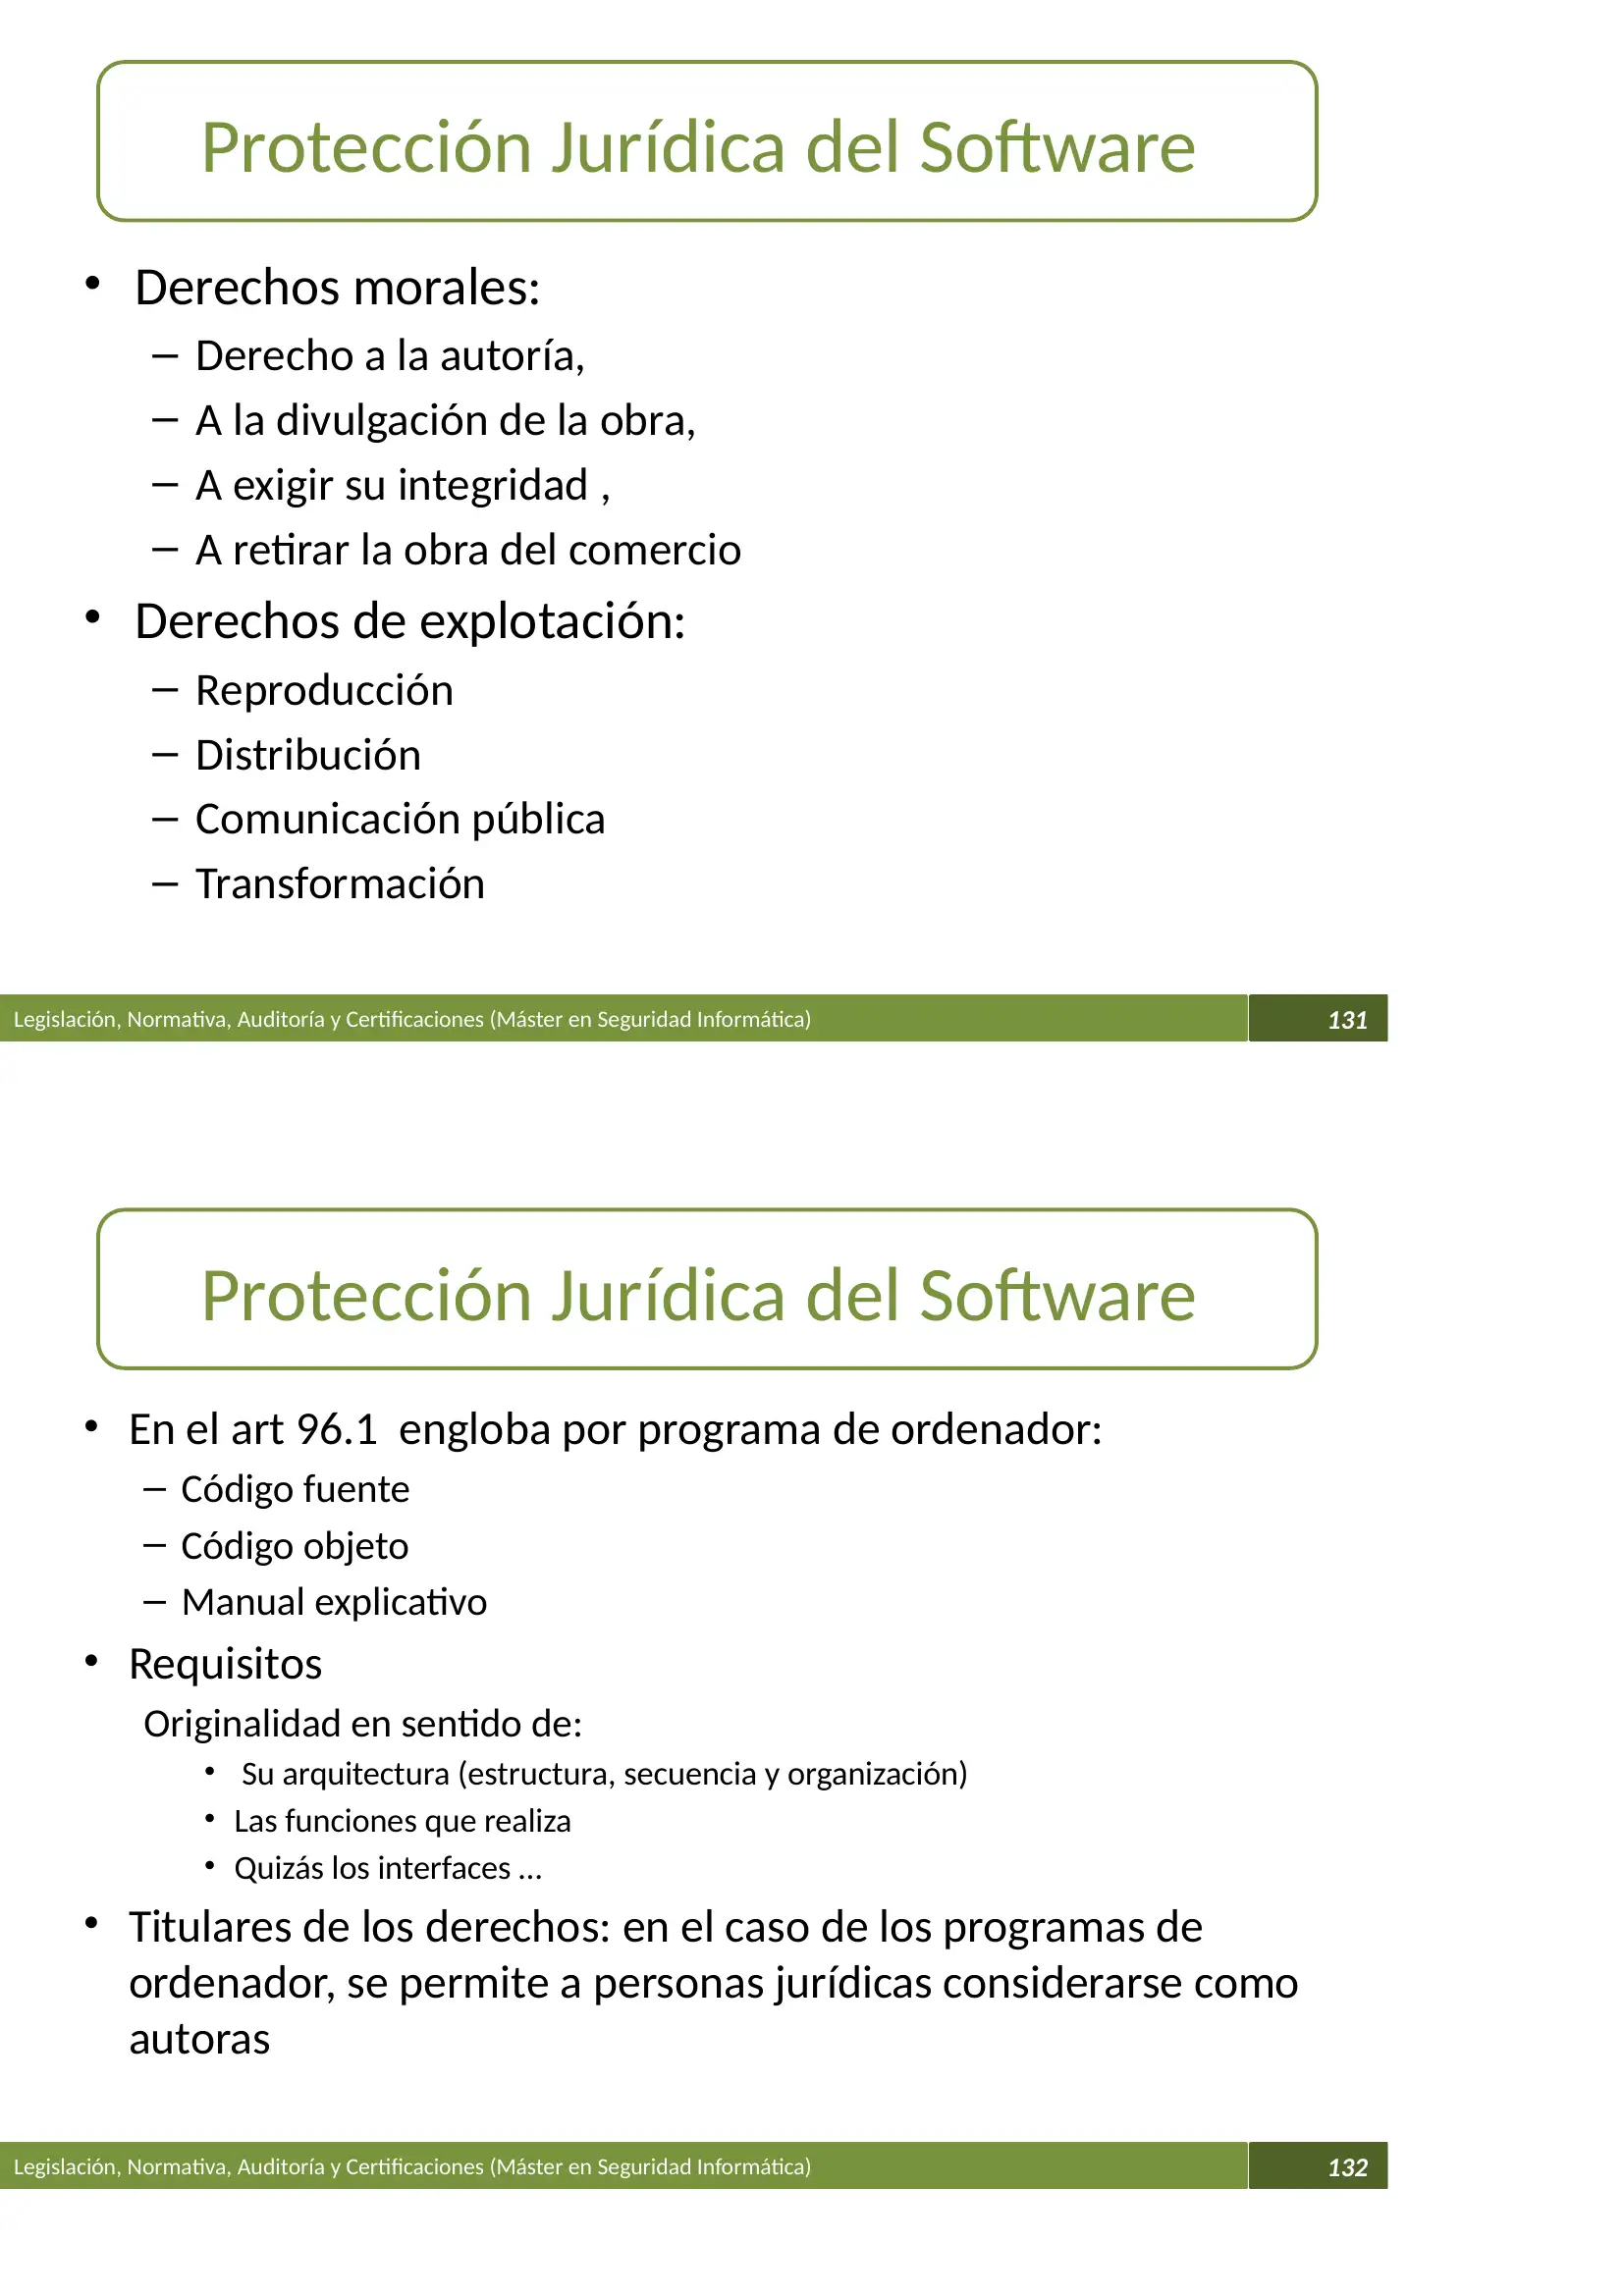 Protección Jurídica del Software
• Derechos morales:
– Derecho a la autoría,
– A la divulgación de la obra,
– A exigir su integridad ,
– A retirar la obra del comercio
• Derechos de explotación:
– Reproducción
– Distribución
– Comunicación pública
– Transformación
Legislación, Normativa, Auditoría y Certificaciones (Máster en Seguridad Informática) 131
Protección Jurídica del Software
• En el art 96.1 engloba por programa de ordenador:
– Código fuente
– Código objeto
– Manual explicativo
• Requisitos
Originalidad en sentido de:
• Su arquitectura (estructura, secuencia y organización)
• Las funciones que realiza
• Quizás los interfaces ...
• Titulares de los derechos: en el caso de los programas de
ordenador, se permite a personas jurídicas considerarse como
autoras
Legislación, Normativa, Auditoría y Certificaciones (Máster en Seguridad Informática) 132